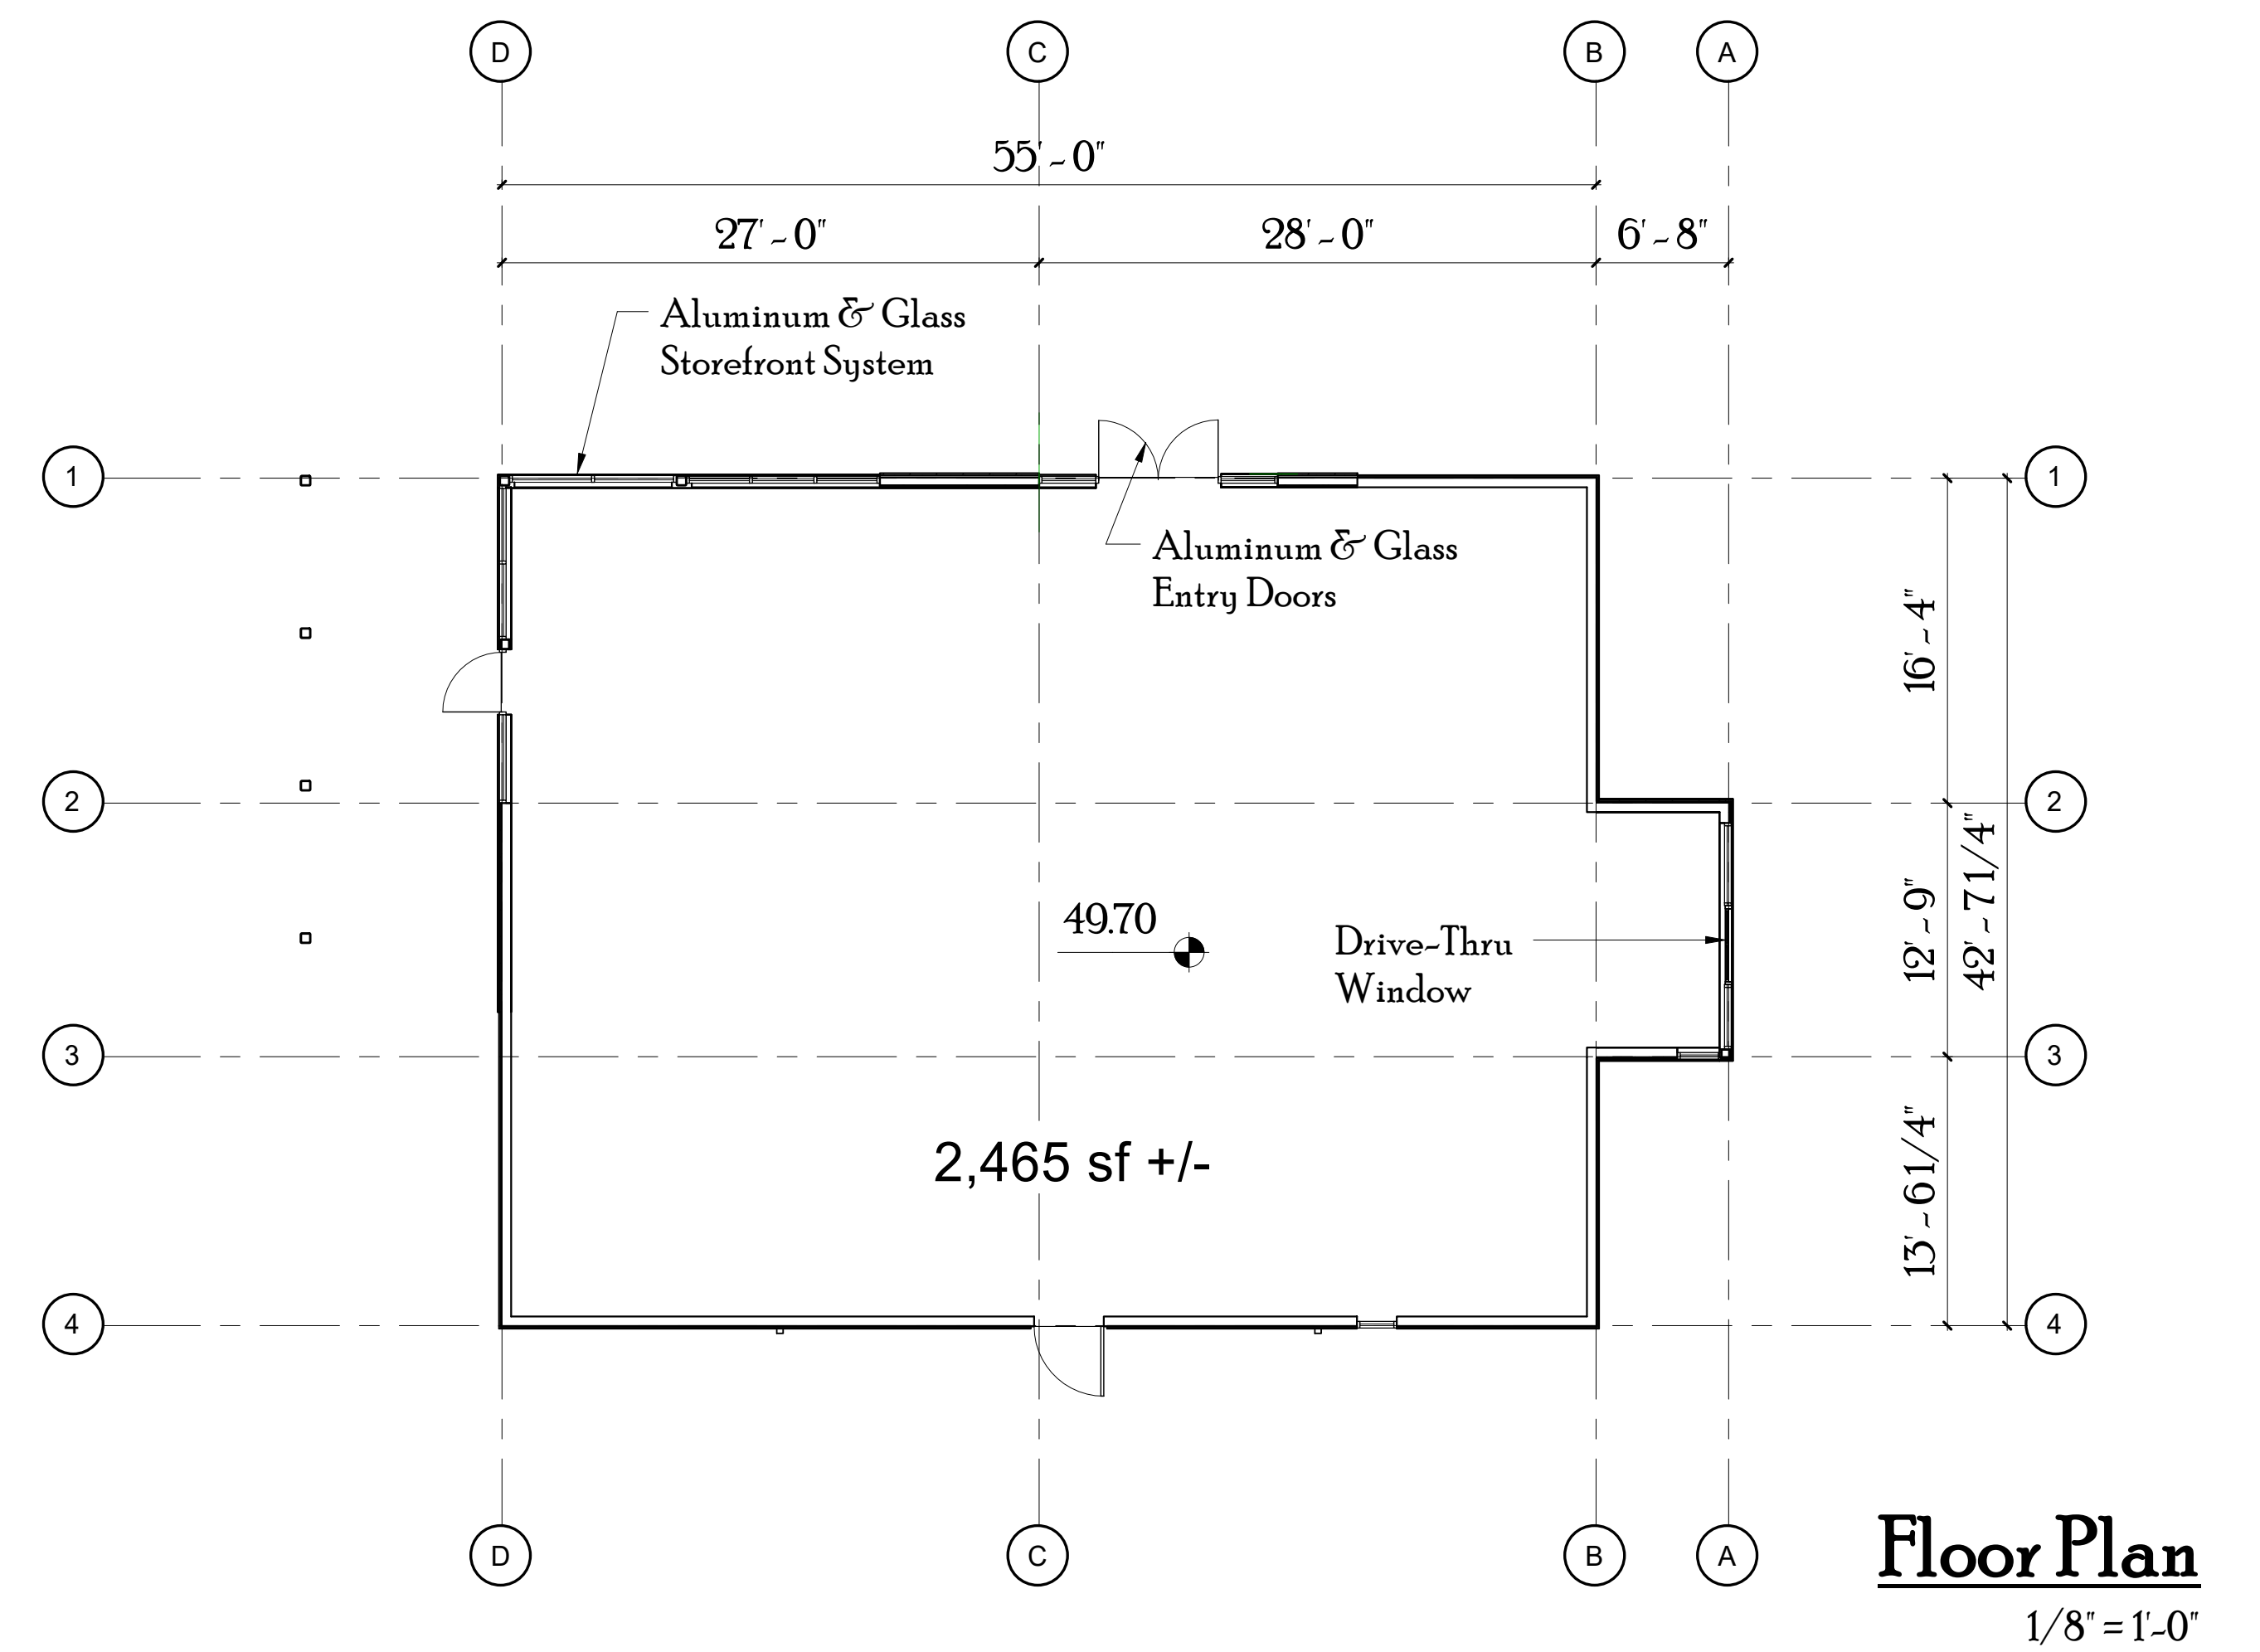 D C B A
55'-0"
27'-0" 28'-0" 6'-8"
Aluminum & Glass
Storefront System
1 1
Aluminum & Glass
Entry Doors
16'-4"
2 2
49.70
Drive-Thru
Window
12'-9"
42'-7 1/4"
3 3
2,465 sf +/-
13'-6 1/4"
4 4
D C B A
Floor Plan
1/8" = 1'-0"